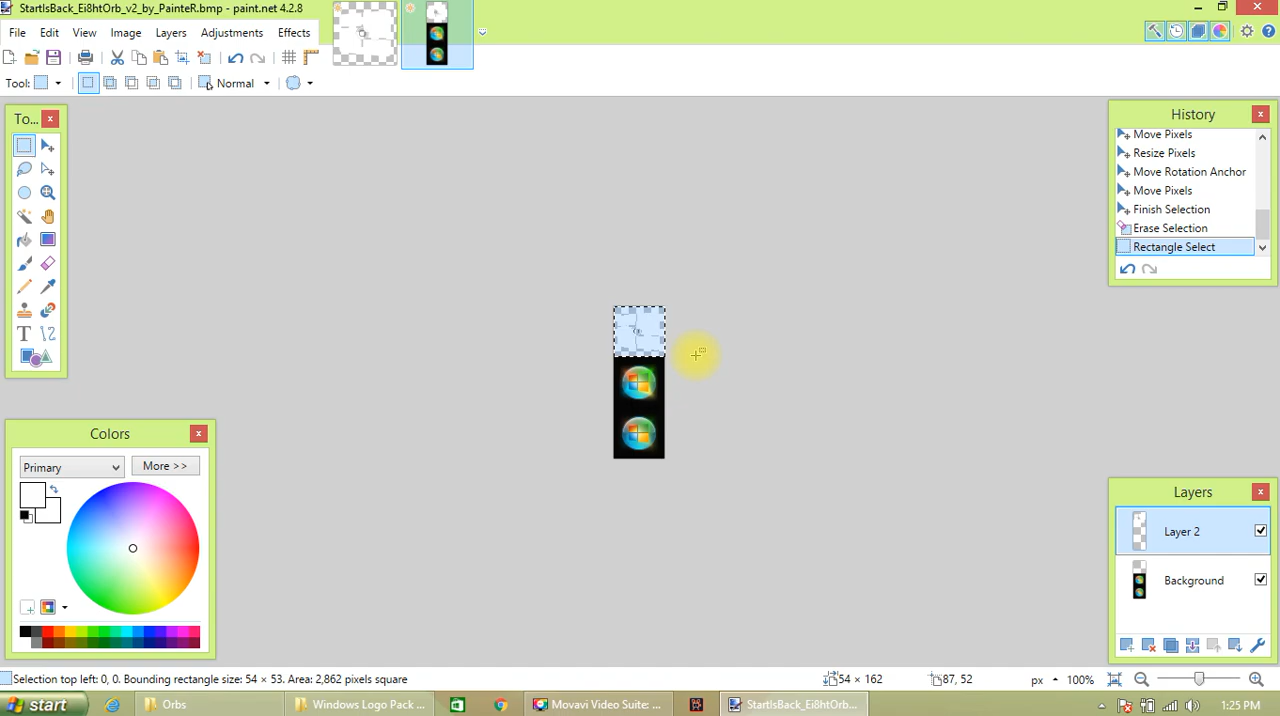 StartIsBack_Ei8htOrb_v2_by_PainteR.bmp - paint.net 4.2.8
File Edit View Image Layers Adjustments Effects
Tool: Normal
To...
History
Move Pixels
Resize Pixels
Move Rotation Anchor
Move Pixels
Finish Selection
Erase Selection
Rectangle Select
Colors
Primary More >>
Layers
Layer 2
Background
Selection top left: 0, 0. Bounding rectangle size: 54 × 53. Area: 2,862 pixels square 54 × 162 87, 52 px 100%
start Orbs Windows Logo Pack ... Movavi Video Suite: ... StartIsBack_Ei8htOrb... 1:25 PM